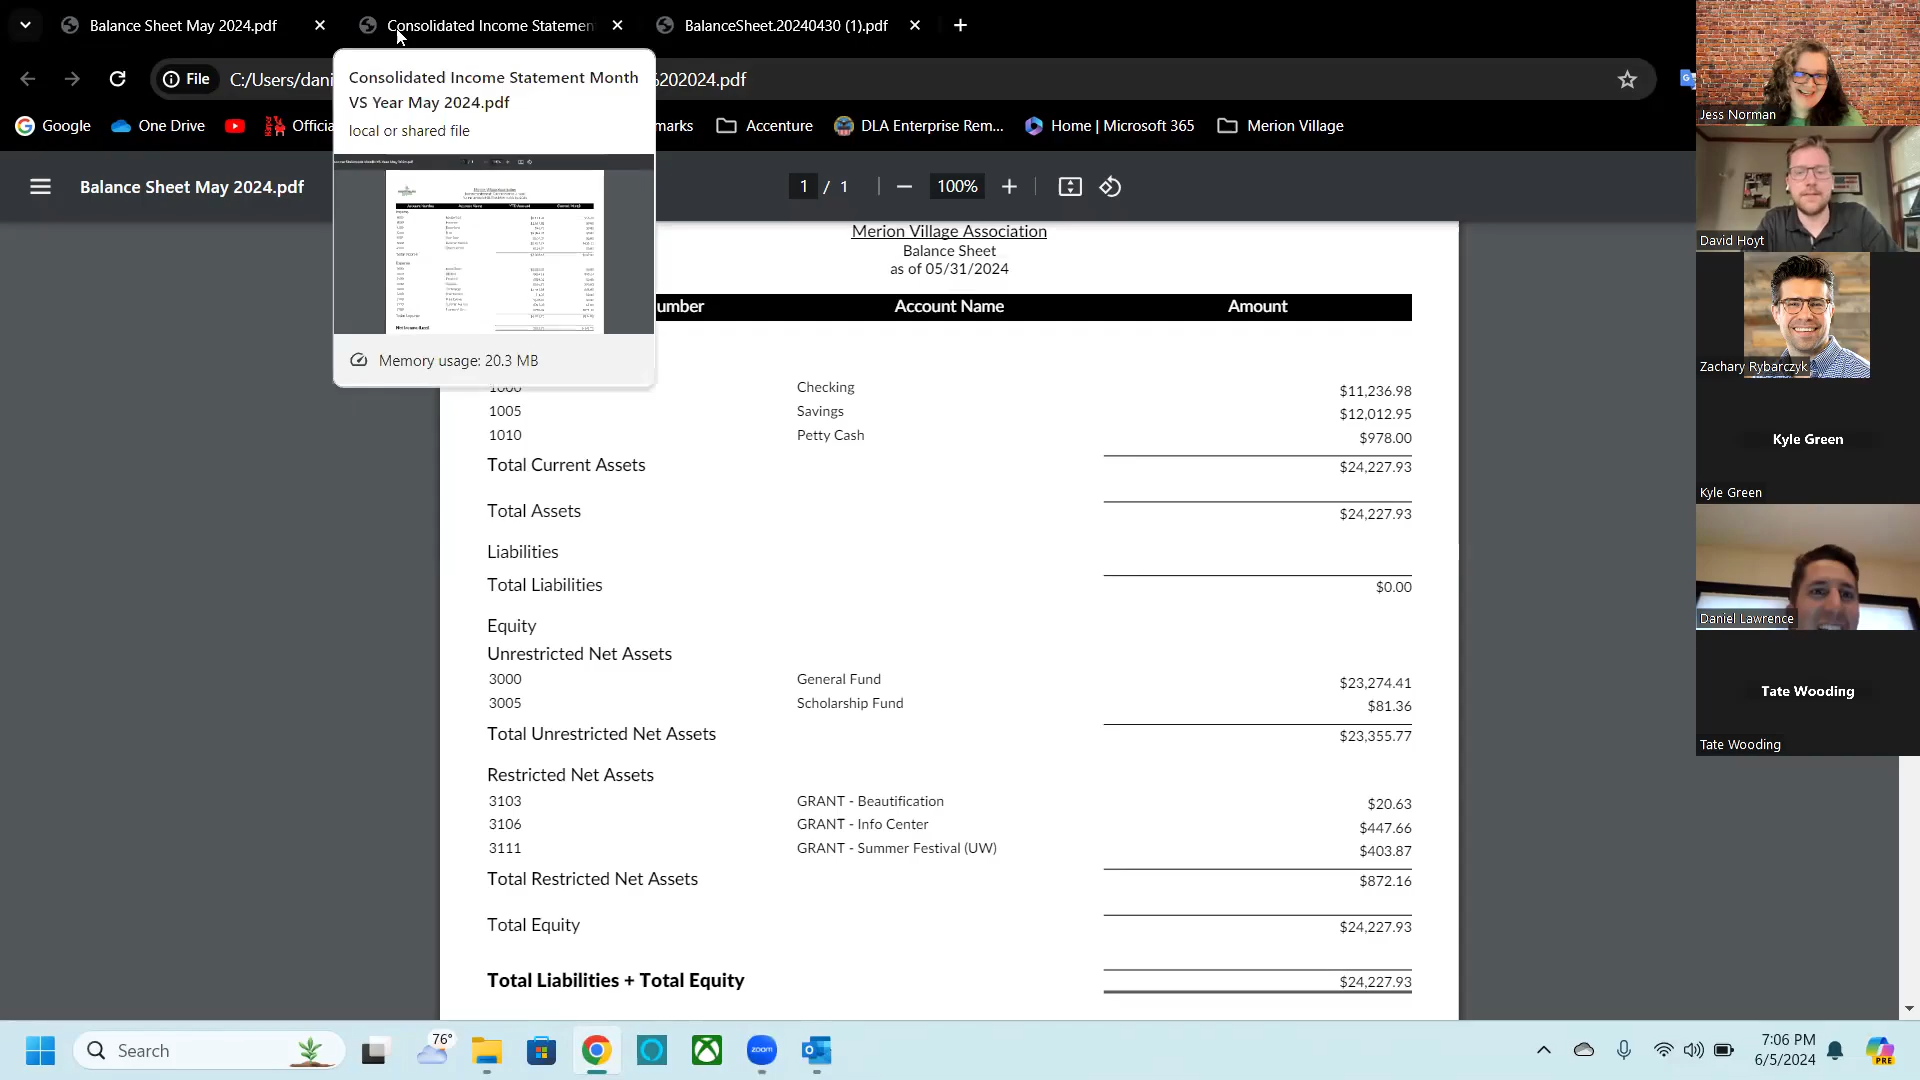 Balance Sheet May 2024.pdf
Consolidated Income Statemen
BalanceSheet.20240430 (1).pdf
File
C:/Users/dani
202024.pdf
Consolidated Income Statement Month
VS Year May 2024.pdf
local or shared file
Memory usage: 20.3 MB
Google
One Drive
Officia
marks
Accenture
DLA Enterprise Rem...
Home | Microsoft 365
Merion Village
Balance Sheet May 2024.pdf
1 / 1
100%
Merion Village Association
Balance Sheet
as of 05/31/2024
umber Account Name Amount
1000 Checking $11,236.98
1005 Savings $12,012.95
1010 Petty Cash $978.00
Total Current Assets $24,227.93
Total Assets $24,227.93
Liabilities
Total Liabilities $0.00
Equity
Unrestricted Net Assets
3000 General Fund $23,274.41
3005 Scholarship Fund $81.36
Total Unrestricted Net Assets $23,355.77
Restricted Net Assets
3103 GRANT - Beautification $20.63
3106 GRANT - Info Center $447.66
3111 GRANT - Summer Festival (UW) $403.87
Total Restricted Net Assets $872.16
Total Equity $24,227.93
Total Liabilities + Total Equity $24,227.93
Jess Norman
David Hoyt
Zachary Rybarczyk
Kyle Green
Kyle Green
Daniel Lawrence
Tate Wooding
Tate Wooding
Search
76°
zoom
7:06 PM
6/5/2024
PRE